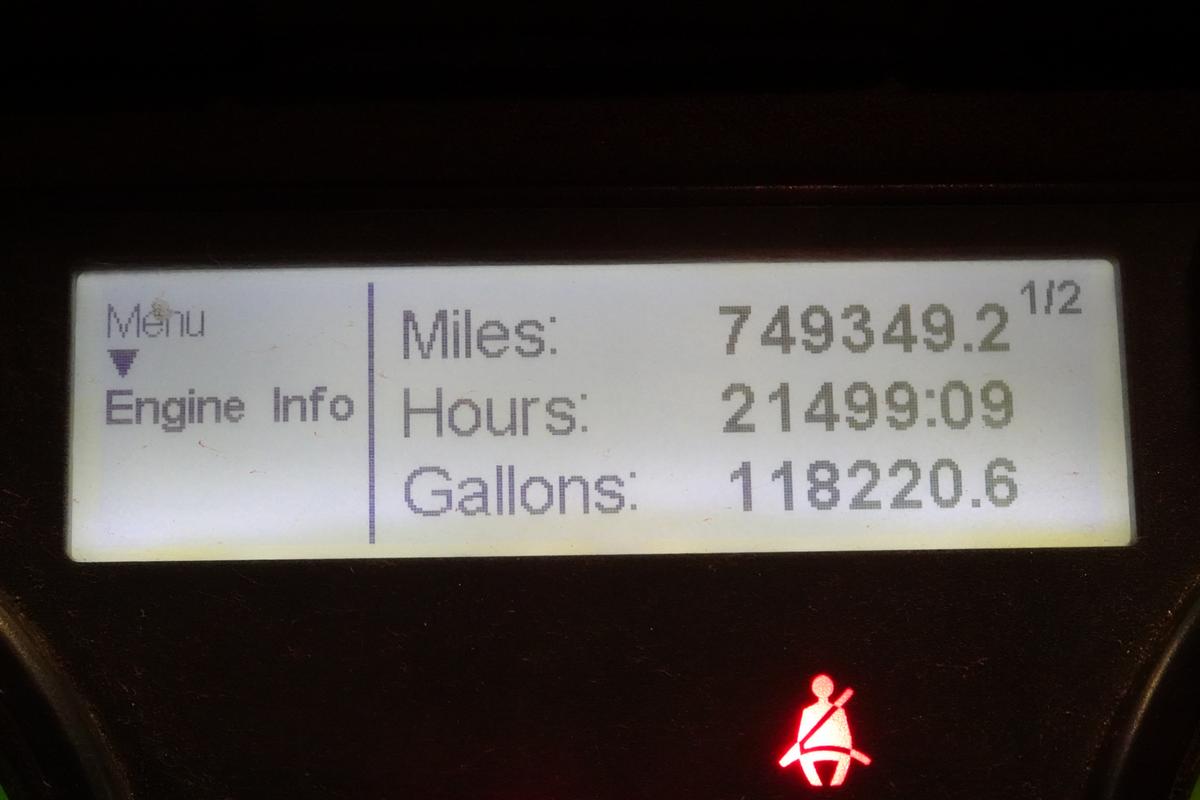 Menu
Engine Info
1/2
Miles: 749349.2
Hours: 21499:09
Gallons: 118220.6